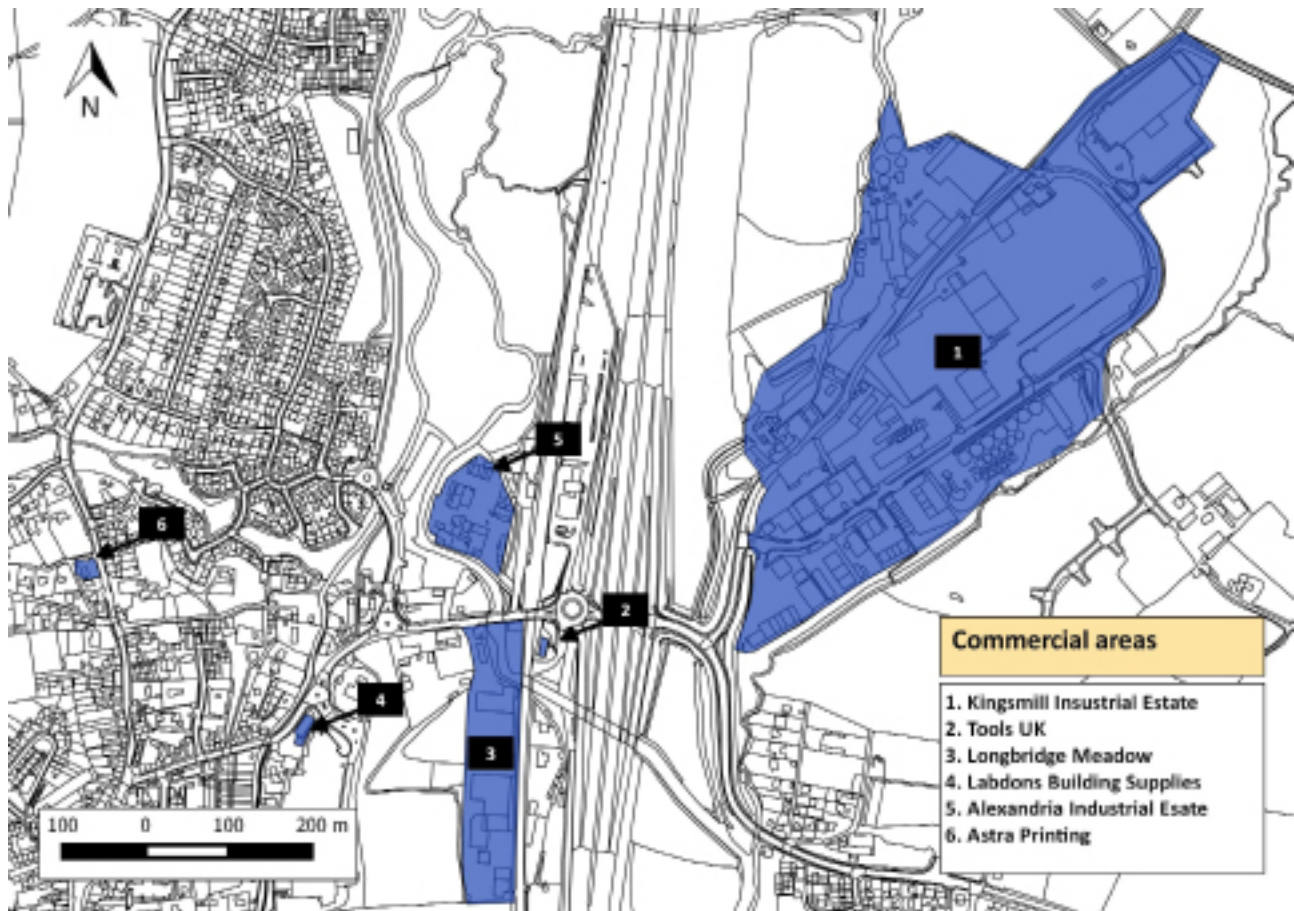 N
1
5
6
2
4
3
Commercial areas
1. Kingsmill Insustrial Estate
2. Tools UK
3. Longbridge Meadow
4. Labdons Building Supplies
5. Alexandria Industrial Esate
6. Astra Printing
100 0 100 200 m